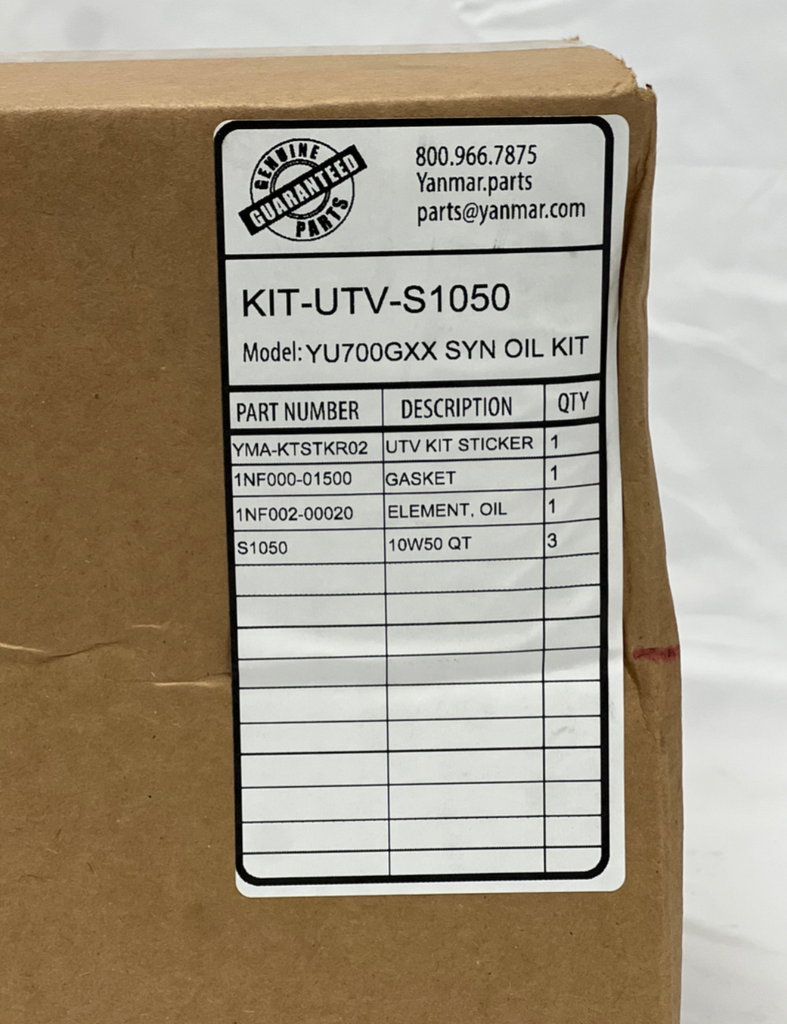 GENUINE
GUARANTEED
PARTS
800.966.7875
Yanmar.parts
parts@yanmar.com
KIT-UTV-S1050
Model: YU700GXX SYN OIL KIT
PART NUMBER DESCRIPTION QTY
YMA-KTSTKR02 UTV KIT STICKER 1
1NF000-01500 GASKET 1
1NF002-00020 ELEMENT, OIL 1
S1050 10W50 QT 3